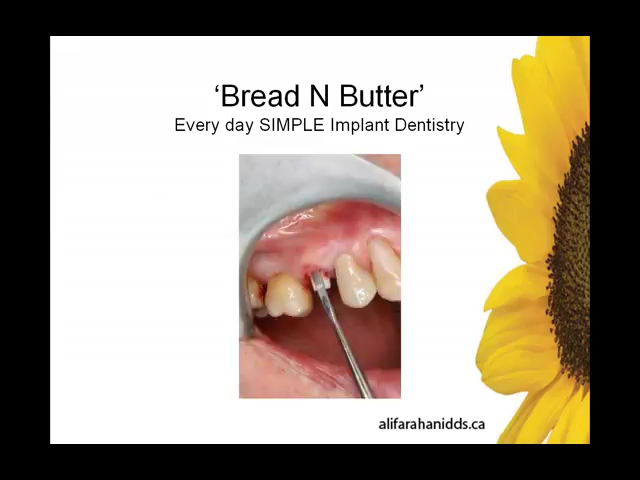 ‘Bread N Butter’
Every day SIMPLE Implant Dentistry
alifarahanidds.ca